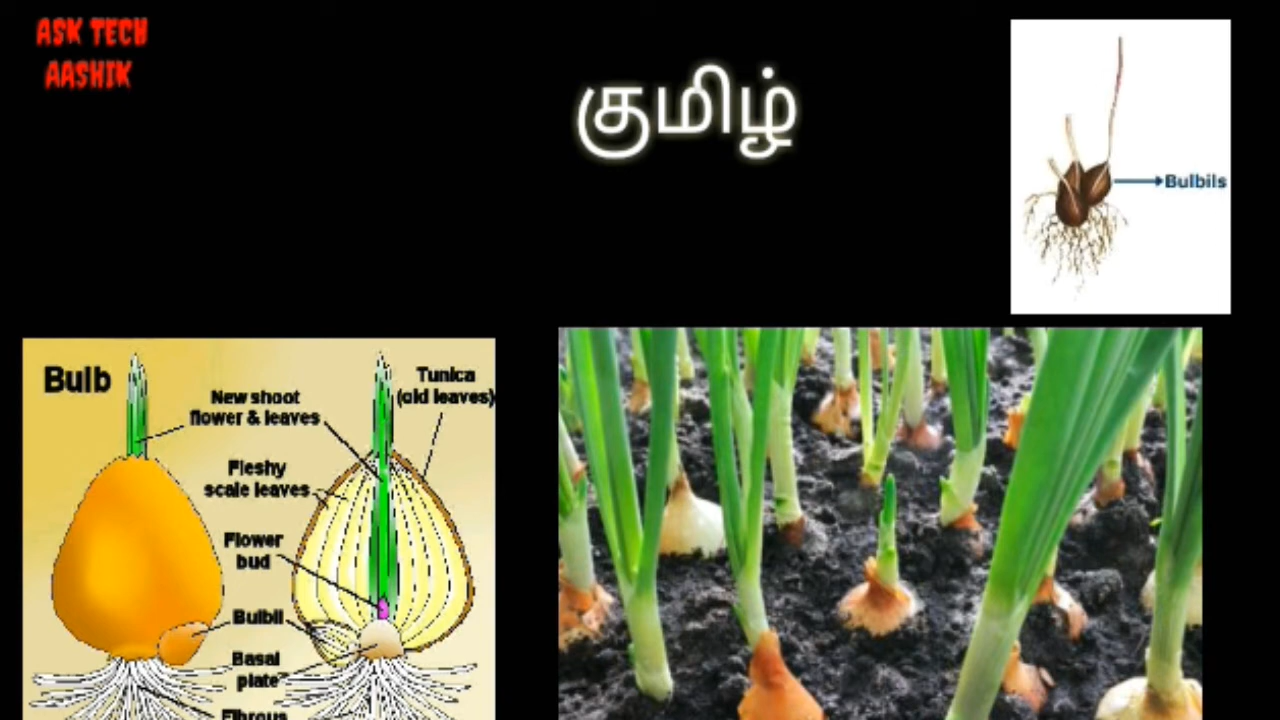 ASK TECH
AASHIK
குமிழ்
Bulbils
Bulb
New shoot
flower & leaves
Tunica
(old leaves)
Fleshy
scale leaves
Flower
bud
Bulbil
Basal
plate
Fibrous